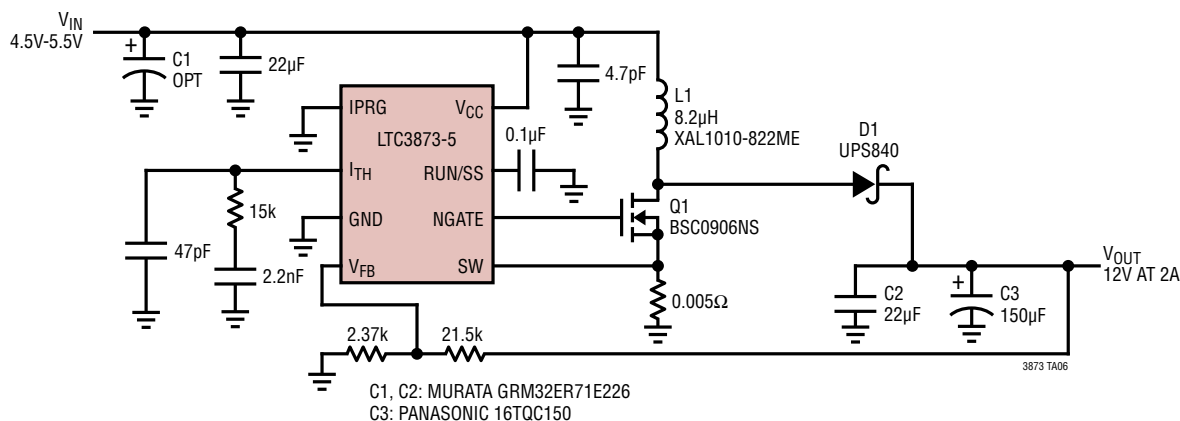 VIN
4.5V-5.5V
+
C1
OPT
22µF
4.7pF
L1
8.2µH
XAL1010-822ME
IPRG
VCC
LTC3873-5
0.1µF
D1
UPS840
ITH
RUN/SS
15k
GND
NGATE
Q1
BSC0906NS
47pF
2.2nF
VFB
SW
0.005Ω
VOUT
12V AT 2A
C2
22µF
+
C3
150µF
2.37k
21.5k
3873 TA06
C1, C2: MURATA GRM32ER71E226
C3: PANASONIC 16TQC150